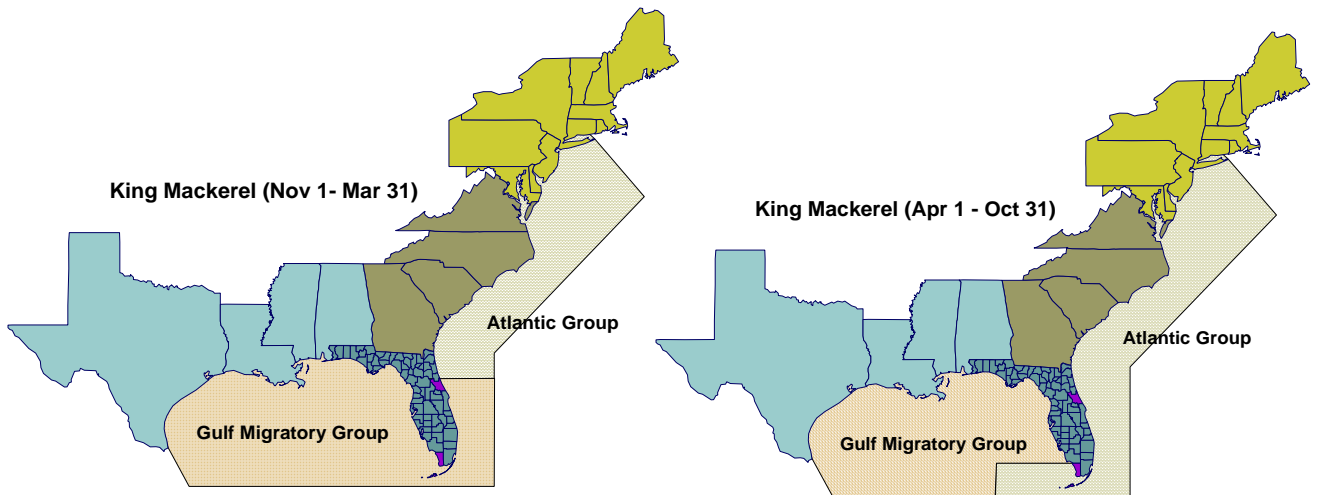 King Mackerel (Nov 1- Mar 31)
Atlantic Group
Gulf Migratory Group
King Mackerel (Apr 1 - Oct 31)
Atlantic Group
Gulf Migratory Group